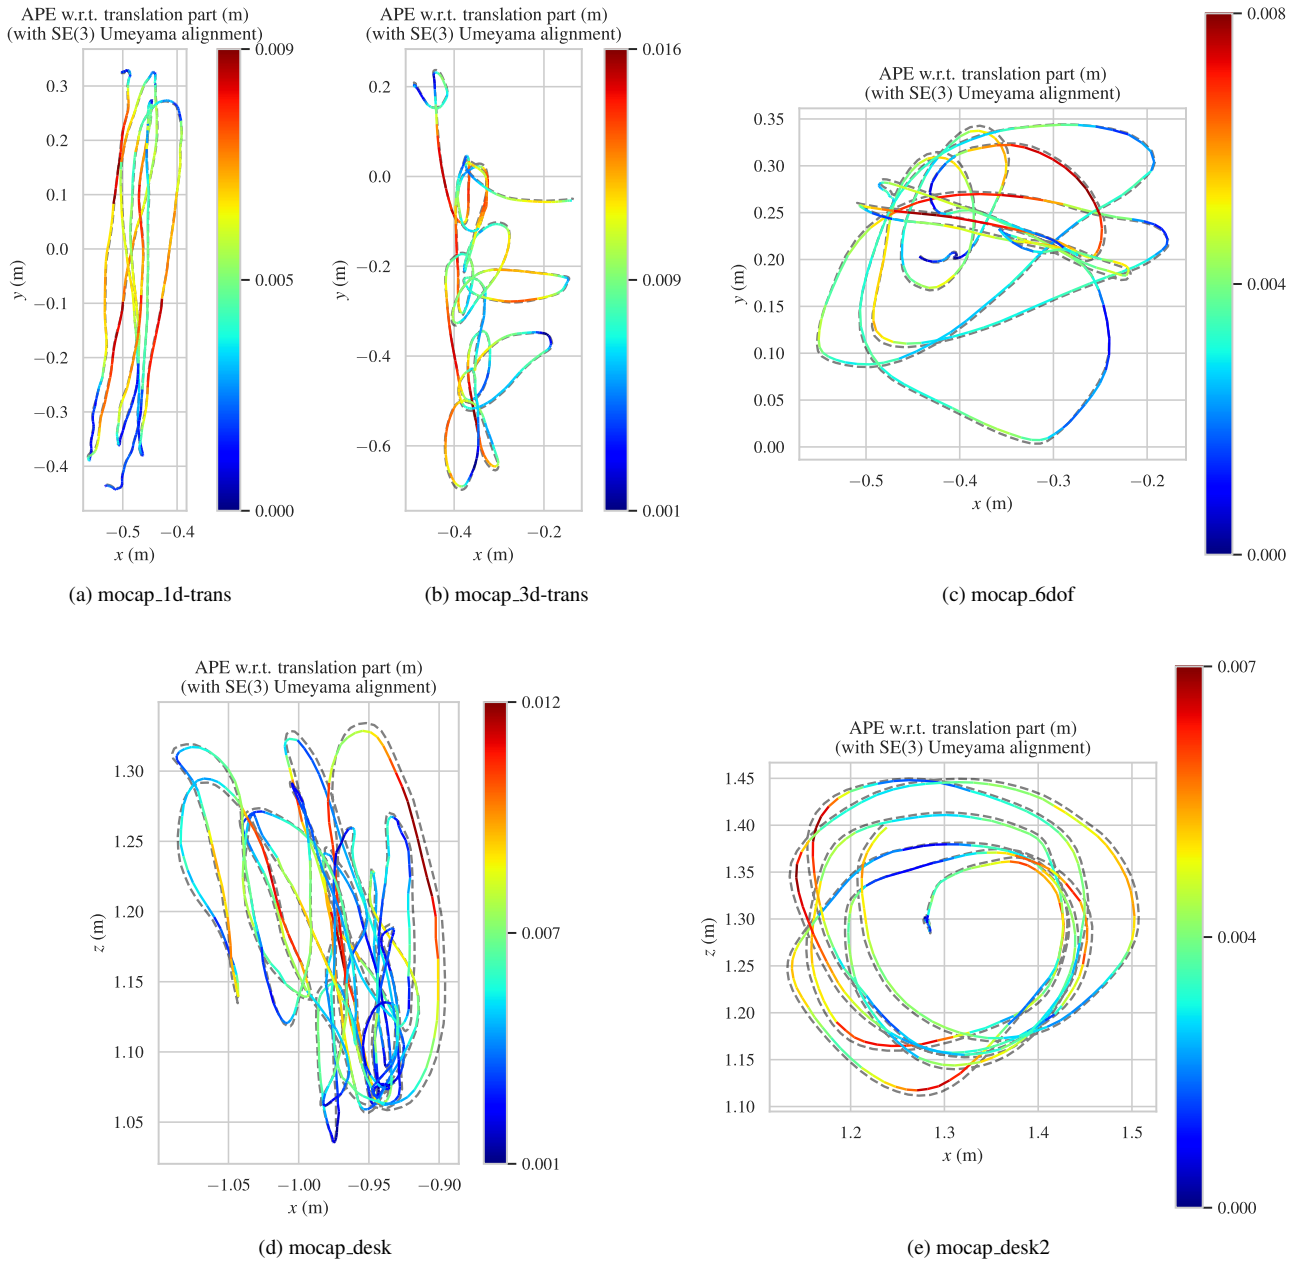 APE w.r.t. translation part (m)
(with SE(3) Umeyama alignment)
0.3
0.2
0.1
0.0
−0.1
−0.2
−0.3
−0.4
y (m)
−0.5
−0.4
x (m)
0.009
0.005
0.000
(a) mocap_1d-trans
APE w.r.t. translation part (m)
(with SE(3) Umeyama alignment)
0.2
0.0
−0.2
−0.4
−0.6
y (m)
−0.4
−0.2
x (m)
0.016
0.009
0.001
(b) mocap_3d-trans
APE w.r.t. translation part (m)
(with SE(3) Umeyama alignment)
0.35
0.30
0.25
0.20
0.15
0.10
0.05
0.00
y (m)
−0.5
−0.4
−0.3
−0.2
x (m)
0.008
0.004
0.000
(c) mocap_6dof
APE w.r.t. translation part (m)
(with SE(3) Umeyama alignment)
1.30
1.25
1.20
1.15
1.10
1.05
z (m)
−1.05
−1.00
−0.95
−0.90
x (m)
0.012
0.007
0.001
(d) mocap_desk
APE w.r.t. translation part (m)
(with SE(3) Umeyama alignment)
1.45
1.40
1.35
1.30
1.25
1.20
1.15
1.10
z (m)
1.2
1.3
1.4
1.5
x (m)
0.007
0.004
0.000
(e) mocap_desk2